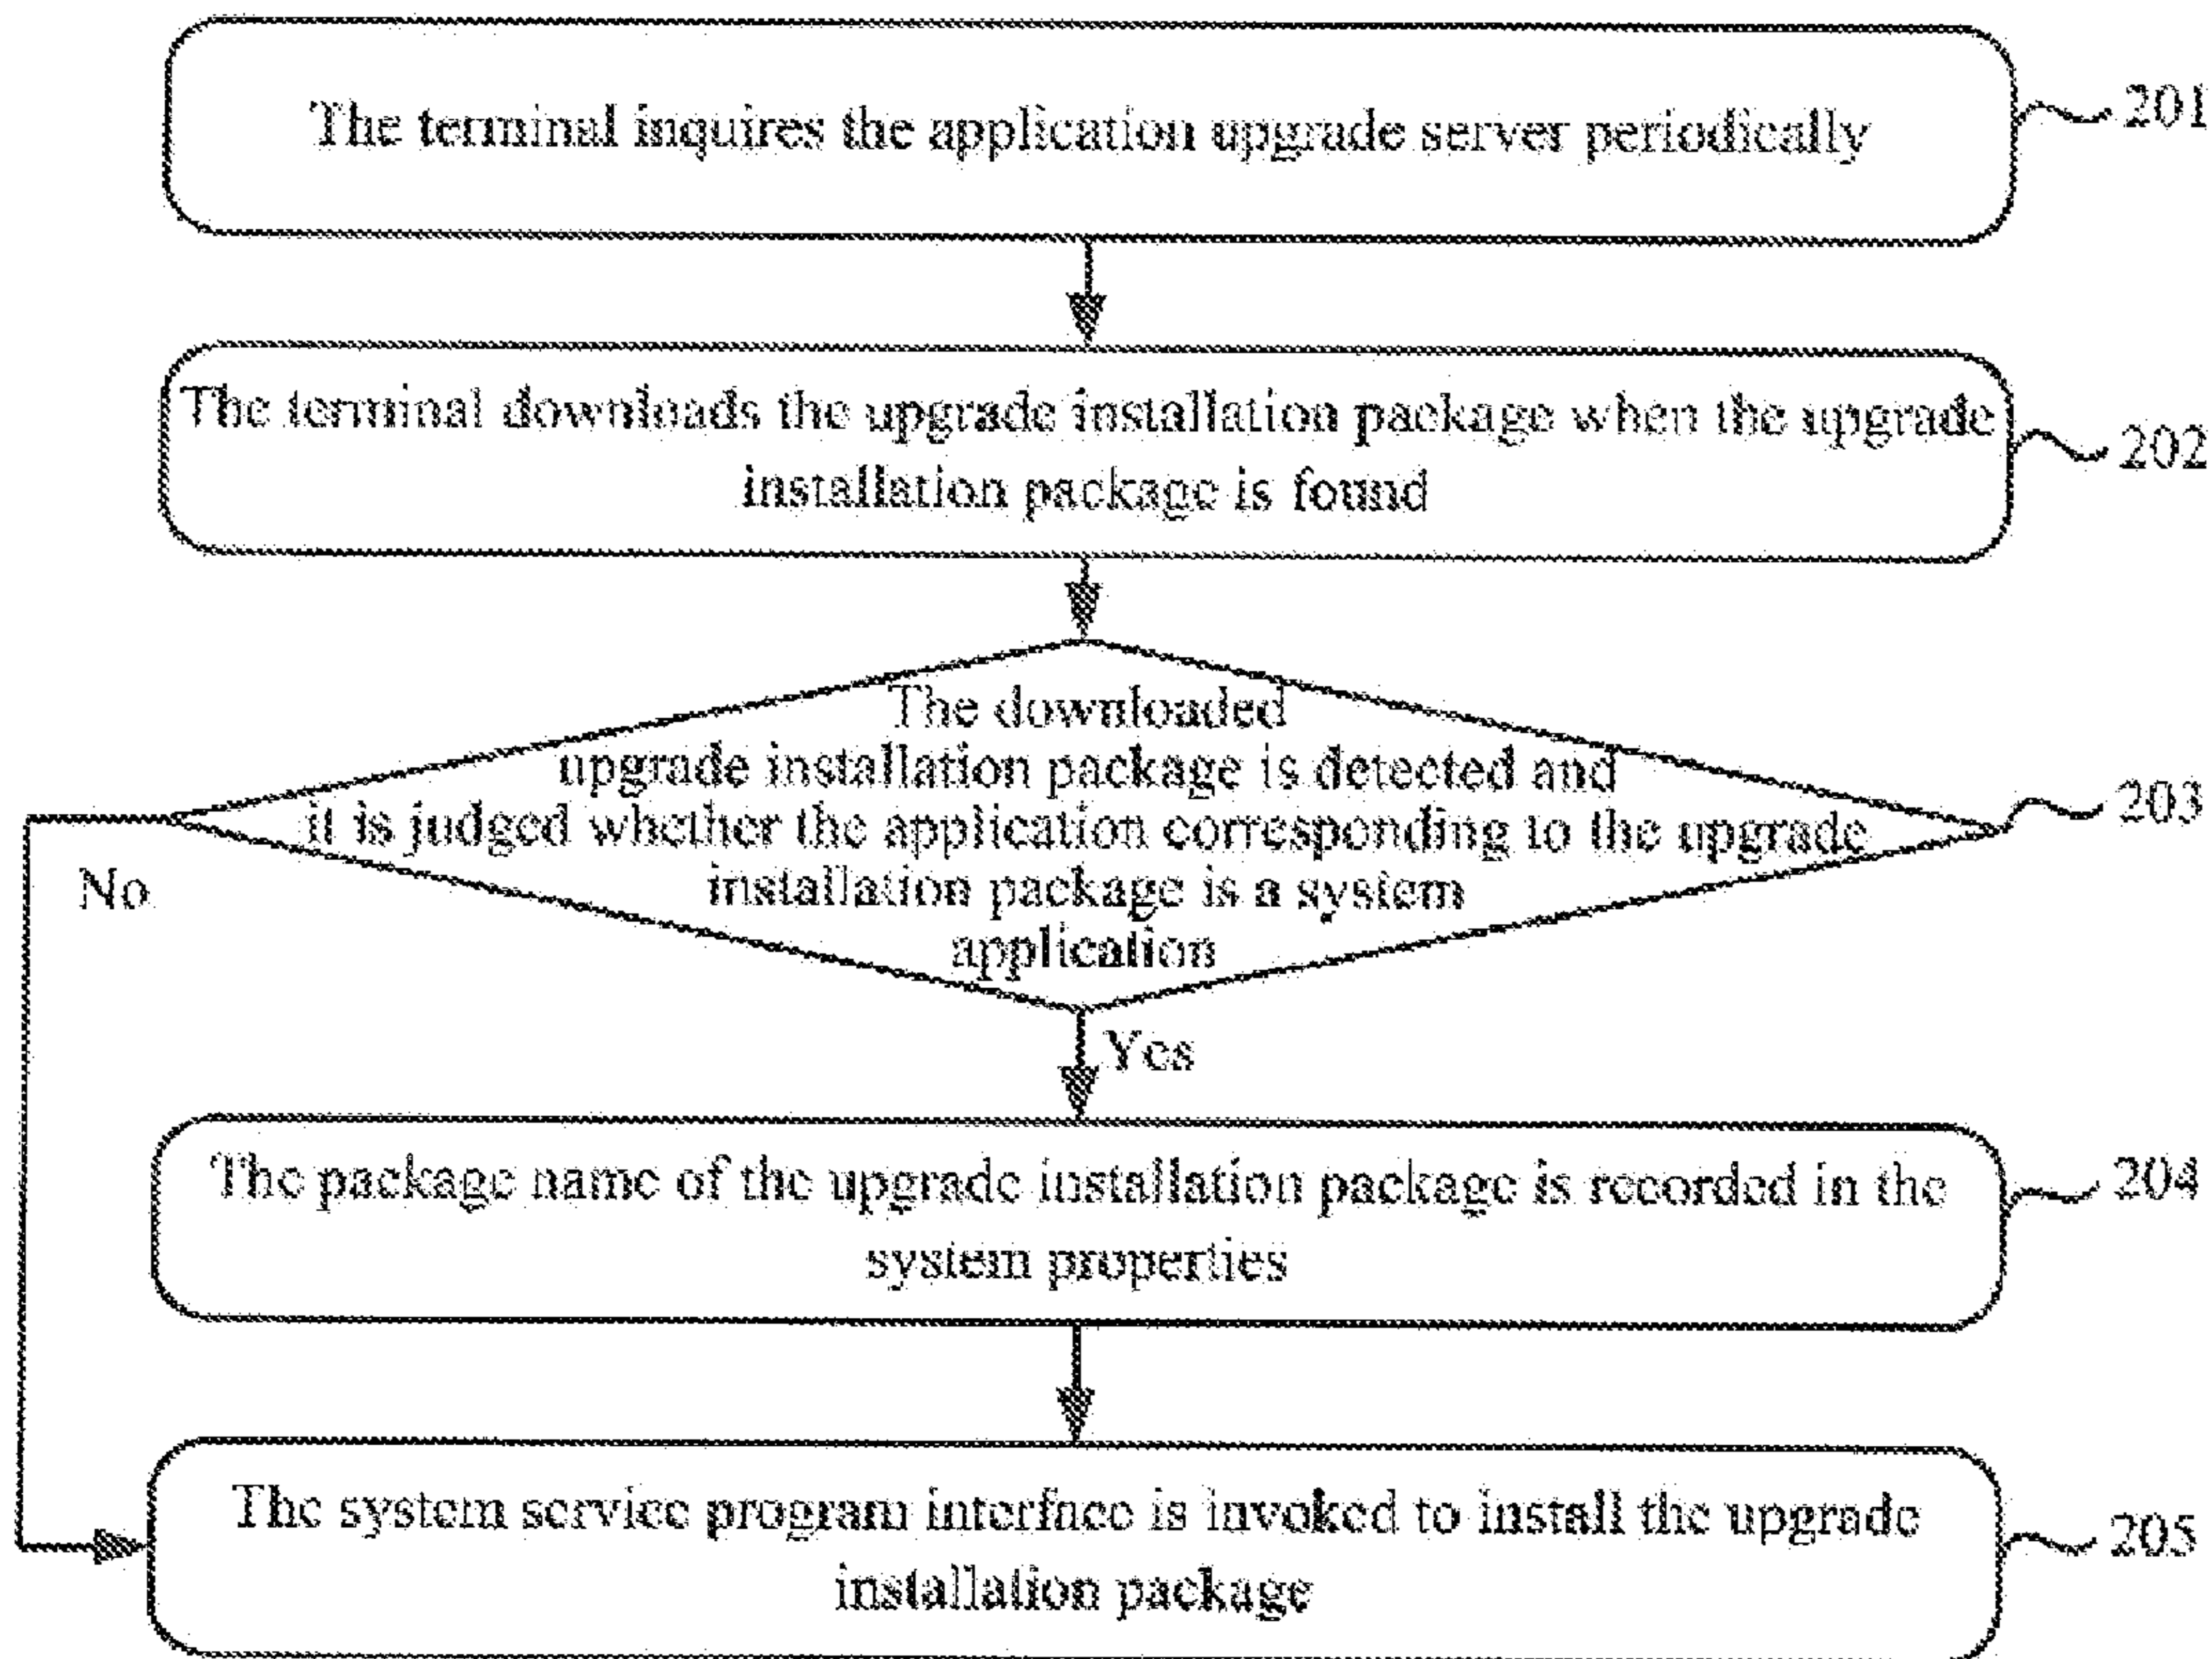 The terminal inquires the application upgrade server periodically
201
The terminal downloads the upgrade installation package when the upgrade
installation package is found
202
The downloaded
upgrade installation package is detected and
it is judged whether the application corresponding to the upgrade
installation package is a system
application
203
No
Yes
The package name of the upgrade installation package is recorded in the
system properties
204
The system service program interface is invoked to install the upgrade
installation package
205